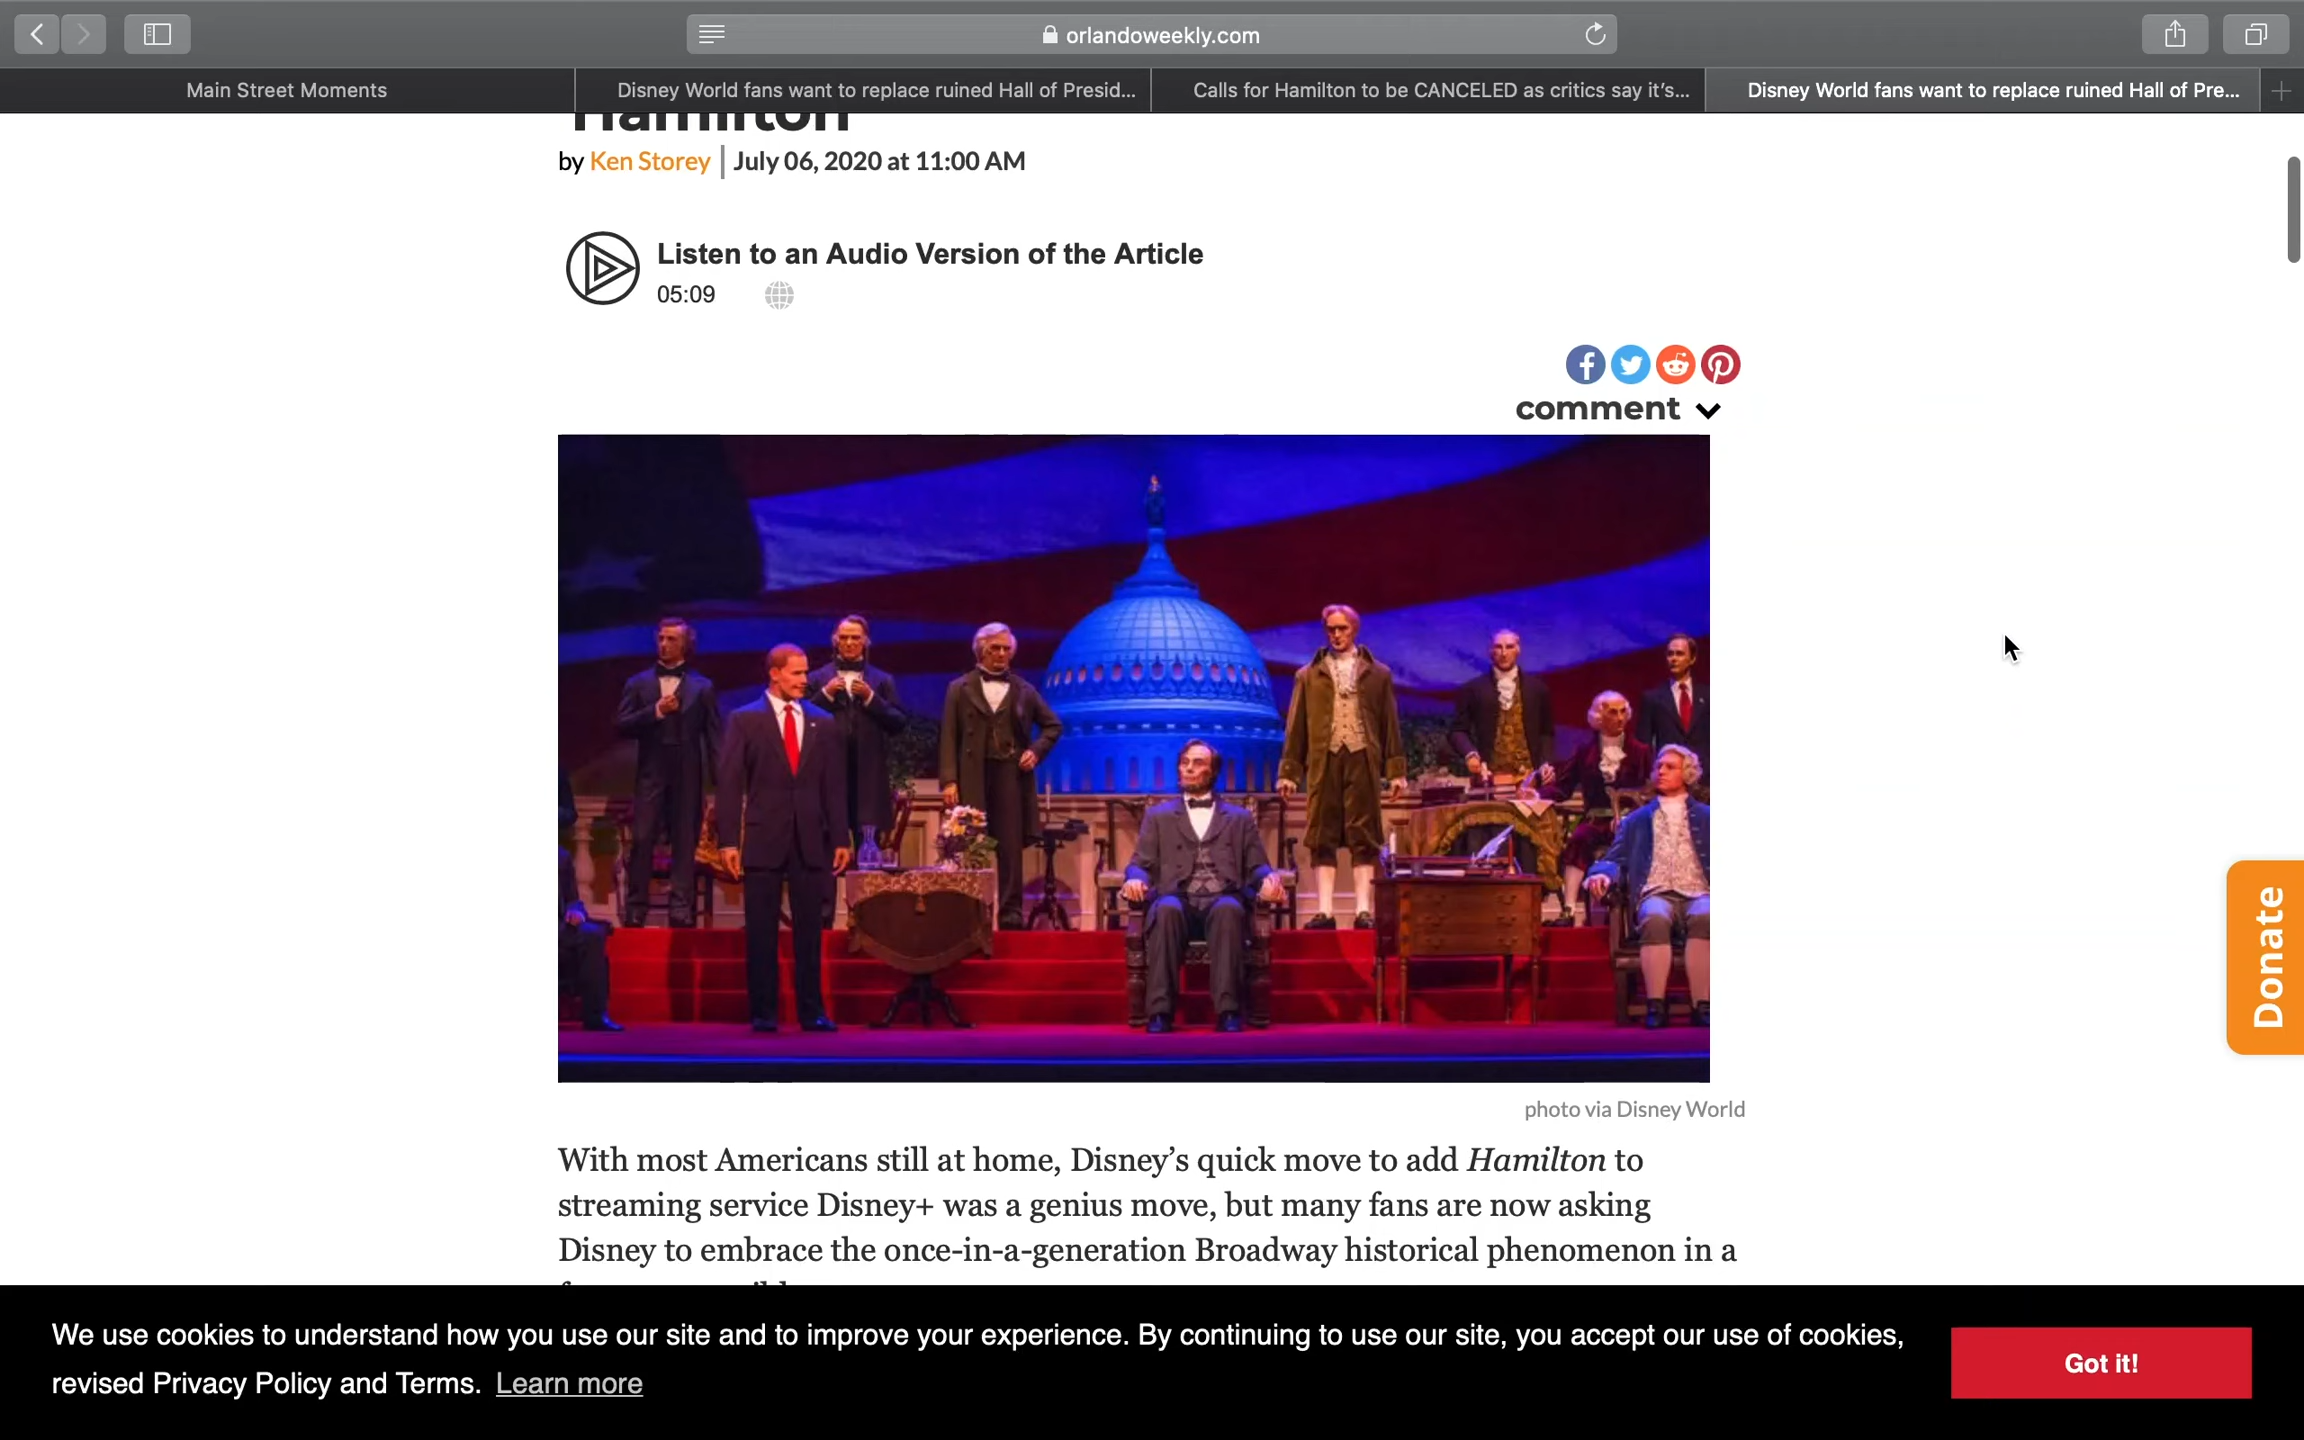 orlandoweekly.com
Main Street Moments
Disney World fans want to replace ruined Hall of Presid...
Calls for Hamilton to be CANCELED as critics say it's...
Disney World fans want to replace ruined Hall of Pre...
Hamilton
by Ken Storey | July 06, 2020 at 11:00 AM
Listen to an Audio Version of the Article
05:09
comment
photo via Disney World
With most Americans still at home, Disney’s quick move to add Hamilton to
streaming service Disney+ was a genius move, but many fans are now asking
Disney to embrace the once-in-a-generation Broadway historical phenomenon in a
Donate
We use cookies to understand how you use our site and to improve your experience. By continuing to use our site, you accept our use of cookies,
revised Privacy Policy and Terms. Learn more
Got it!